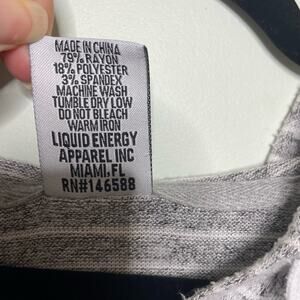 MADE IN CHINA
79% RAYON
18% POLYESTER
3% SPANDEX
MACHINE WASH
TUMBLE DRY LOW
DO NOT BLEACH
WARM IRON
LIQUID ENERGY
APPAREL INC
MIAMI, FL
RN#146588